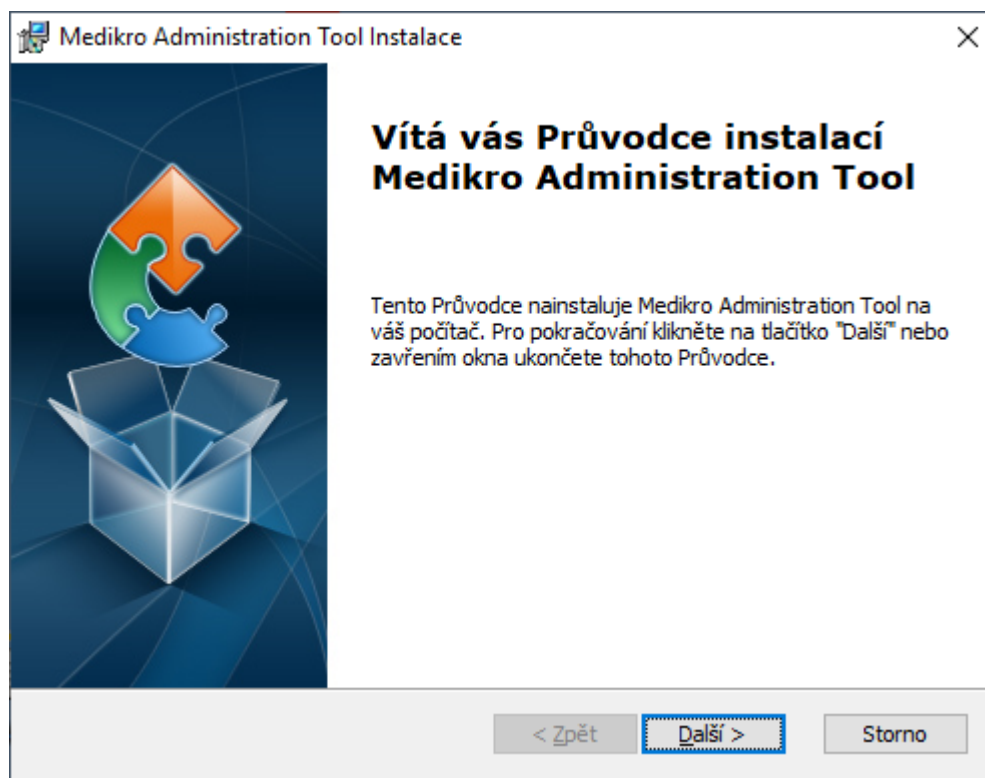 Medikro Administration Tool Instalace
Vítá vás Průvodce instalací
Medikro Administration Tool
Tento Průvodce nainstaluje Medikro Administration Tool na
váš počítač. Pro pokračování klikněte na tlačítko "Další" nebo
zavřením okna ukončete tohoto Průvodce.
< Zpět
Další >
Storno